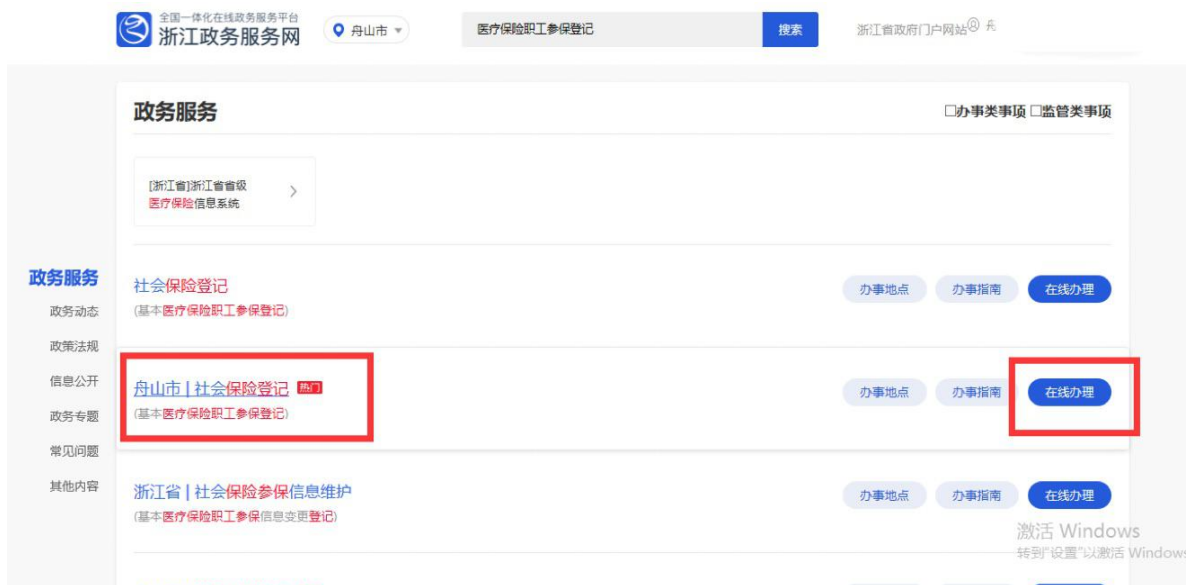 全国一体化在线政务服务平台
浙江政务服务网
舟山市
医疗保险职工参保登记
搜索
浙江省政府门户网站
政务服务
□办事类事项 □监管类事项
[浙江省]浙江省省级
医疗保险信息系统
政务服务
政务动态
政策法规
信息公开
政务专题
常见问题
其他内容
社会保险登记
(基本医疗保险职工参保登记)
办事地点 办事指南 在线办理
舟山市 | 社会保险登记 热门
(基本医疗保险职工参保登记)
办事地点 办事指南 在线办理
浙江省 | 社会保险参保信息维护
(基本医疗保险职工参保信息变更登记)
办事地点 办事指南 在线办理
激活 Windows
转到"设置"以激活 Windows